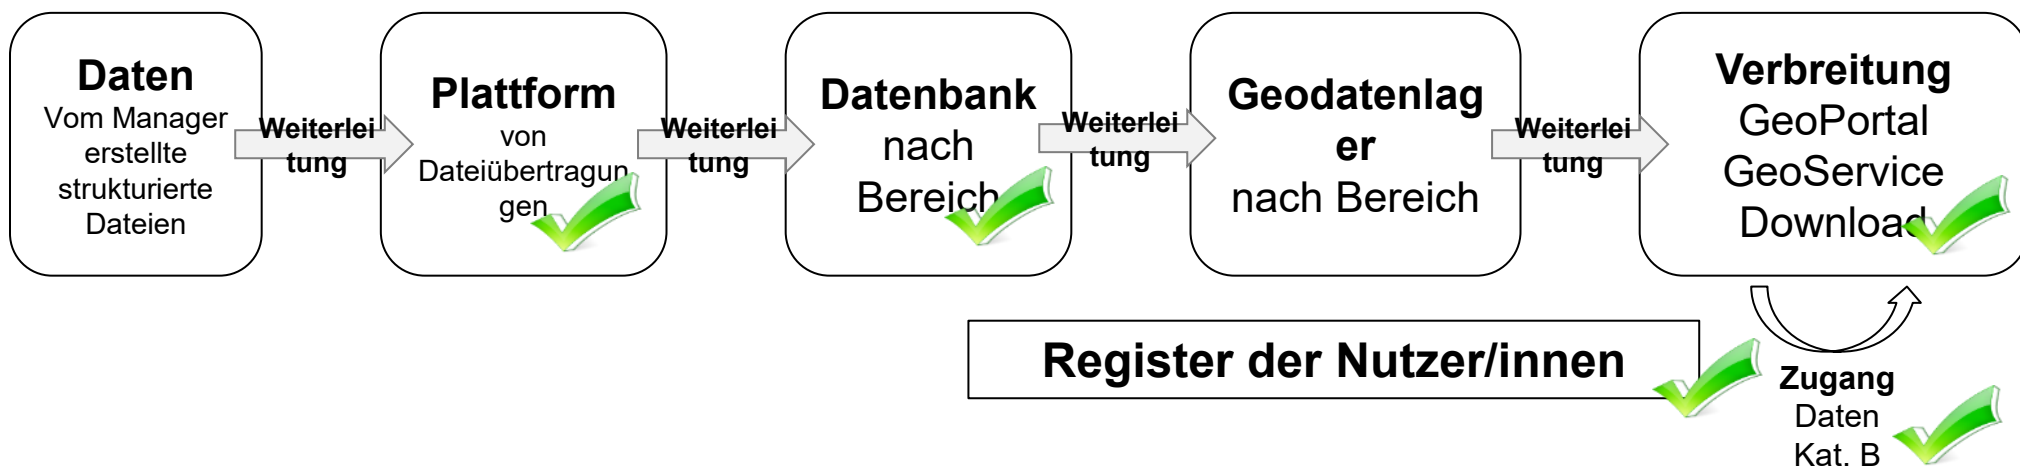 Daten
Vom Manager
erstellte
strukturierte
Dateien
Weiterlei
tung
Plattform
von
Dateiübertragun
gen
Weiterlei
tung
Datenbank
nach
Bereich
Weiterlei
tung
Geodatenlag
er
nach Bereich
Weiterlei
tung
Verbreitung
GeoPortal
GeoService
Download
Register der Nutzer/innen
Zugang
Daten
Kat. B